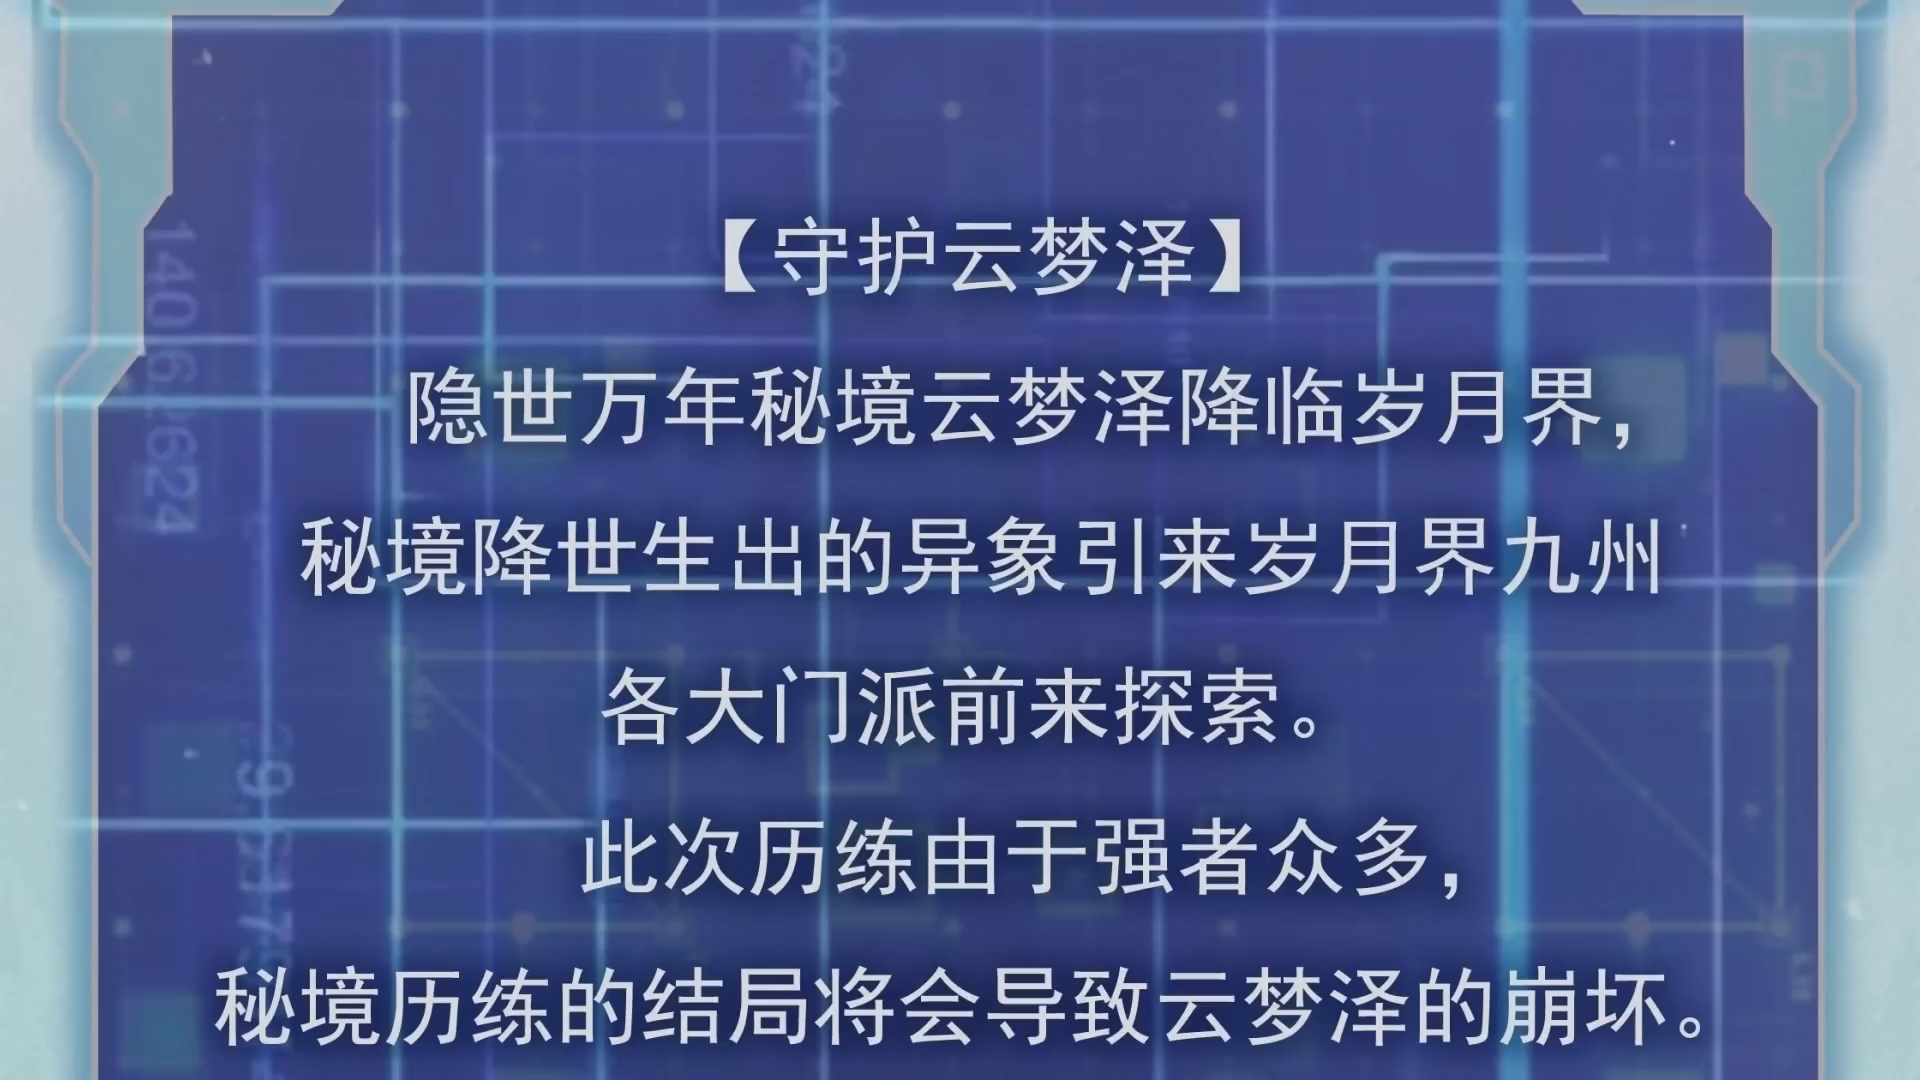 【守护云梦泽】
隐世万年秘境云梦泽降临岁月界，
秘境降世生出的异象引来岁月界九州
各大门派前来探索。
此次历练由于强者众多，
秘境历练的结局将会导致云梦泽的崩坏。